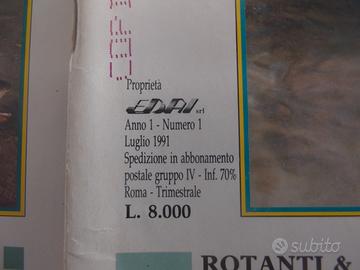 Proprietà
EDAI srl
Anno 1 - Numero 1
Luglio 1991
Spedizione in abbonamento
postale gruppo IV - Inf. 70%
Roma - Trimestrale
L. 8.000
ROTANTI &
subito